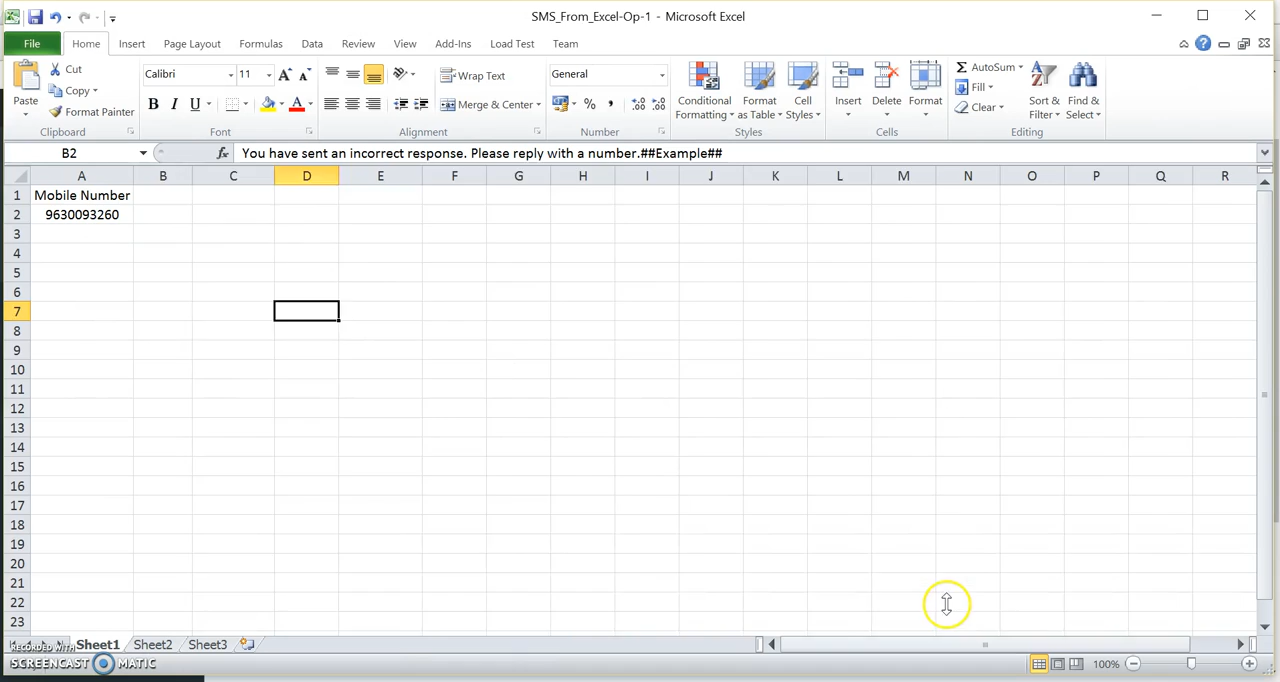 SMS_From_Excel-Op-1 - Microsoft Excel
File Home Insert Page Layout Formulas Data Review View Add-Ins Load Test Team
Cut
Copy
Format Painter
Paste
Clipboard
Calibri 11
B I U
Font
Wrap Text
Merge & Center
Alignment
General
Number
Conditional Formatting
Format as Table
Cell Styles
Styles
Insert Delete Format
Cells
AutoSum
Fill
Clear
Sort & Filter
Find & Select
Editing
B2 fx You have sent an incorrect response. Please reply with a number.##Example##
A B C D E F G H I J K L M N O P Q R
1 Mobile Number
2 9630093260
3
4
5
6
7
8
9
10
11
12
13
14
15
16
17
18
19
20
21
22
23
Sheet1 Sheet2 Sheet3
RECORDED WITH
SCREENCAST MATIC
100%